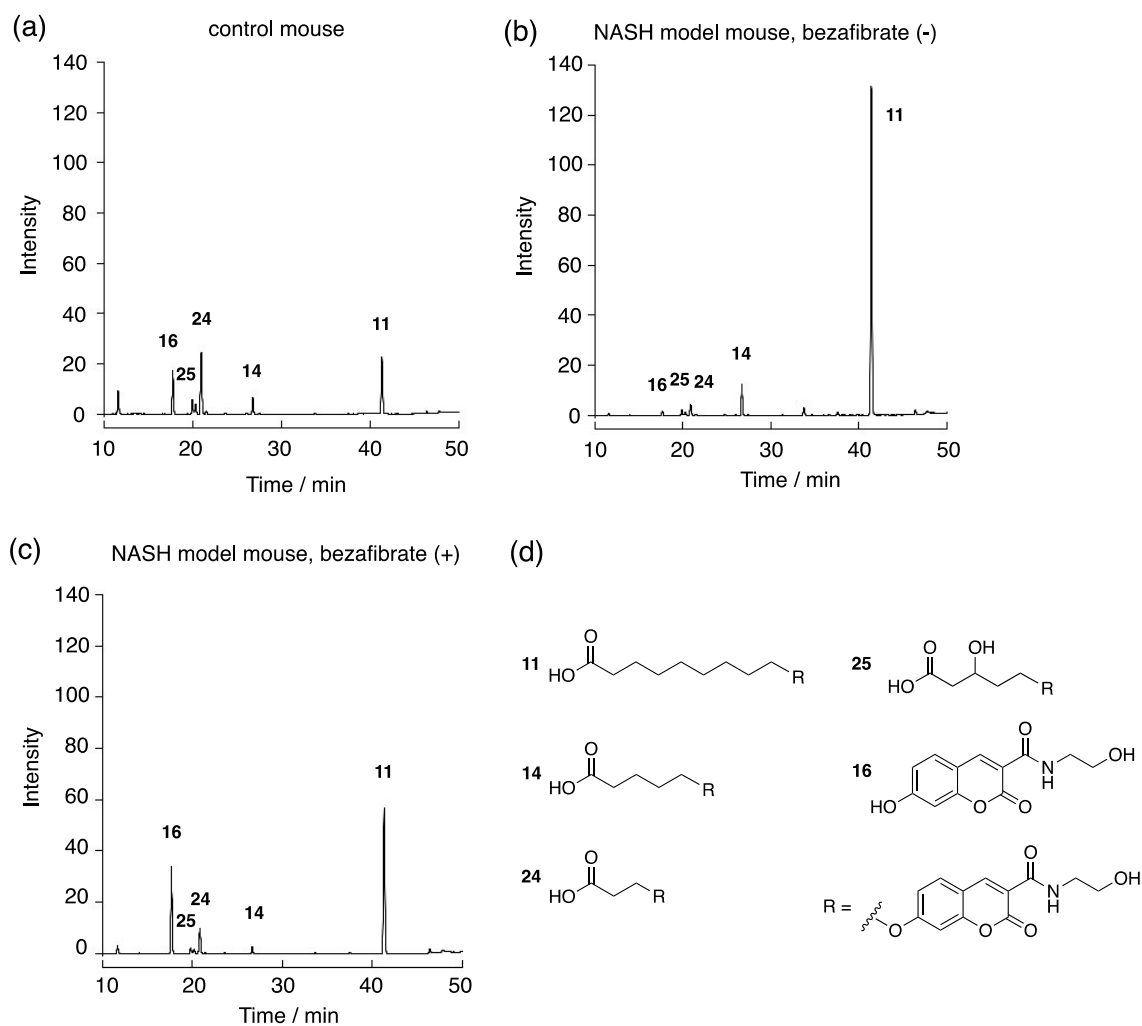 (a) control mouse
Intensity
140
120
100
80
60
40
20
0
16
25
24
14
11
10 20 30 40 50
Time / min
(b) NASH model mouse, bezafibrate (-)
Intensity
140
120
100
80
60
40
20
0
16
25
24
14
11
10 20 30 40 50
Time / min
(c) NASH model mouse, bezafibrate (+)
Intensity
140
120
100
80
60
40
20
0
16
25
24
14
11
10 20 30 40 50
Time / min
(d)
11 HO O R
25 HO O OH R
14 HO O R
16 HO O O O N H OH
24 HO O R
R = O O O O N H OH